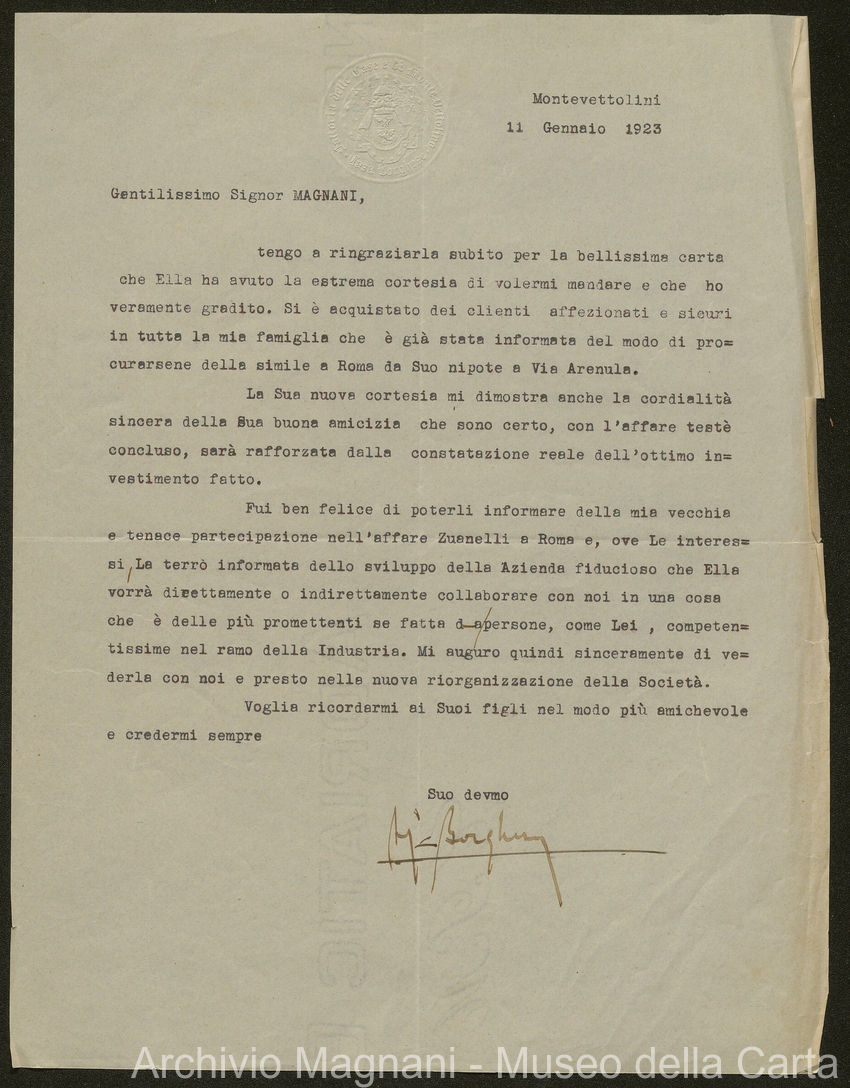 Montevettolini
11 Gennaio 1923
Gentilissimo Signor MAGNANI,
tengo a ringraziarla subito per la bellissima carta
che Ella ha avuto la estrema cortesia di volermi mandare e che ho
veramente gradito. Si è acquistato dei clienti affezionati e sicuri
in tutta la mia famiglia che è già stata informata del modo di pro=
curarsene della simile a Roma da Suo nipote a Via Arenula.
La Sua nuova cortesia mi dimostra anche la cordialità
sincera della Sua buona amicizia che sono certo, con l'affare testè
concluso, sarà rafforzata dalla constatazione reale dell'ottimo in=
vestimento fatto.
Fui ben felice di poterli informare della mia vecchia
e tenace partecipazione nell'affare Zuanelli a Roma e, ove Le interes=
si, La terrò informata dello sviluppo della Azienda fiducioso che Ella
vorrà direttamente o indirettamente collaborare con noi in una cosa
che è delle più promettenti se fatta d a/persone, come Lei , competen=
tissime nel ramo della Industria. Mi auguro quindi sinceramente di ve=
derla con noi e presto nella nuova riorganizzazione della Società.
Voglia ricordarmi ai Suoi figli nel modo più amichevole
e credermi sempre
Suo devmo
Archivio Magnani - Museo della Carta